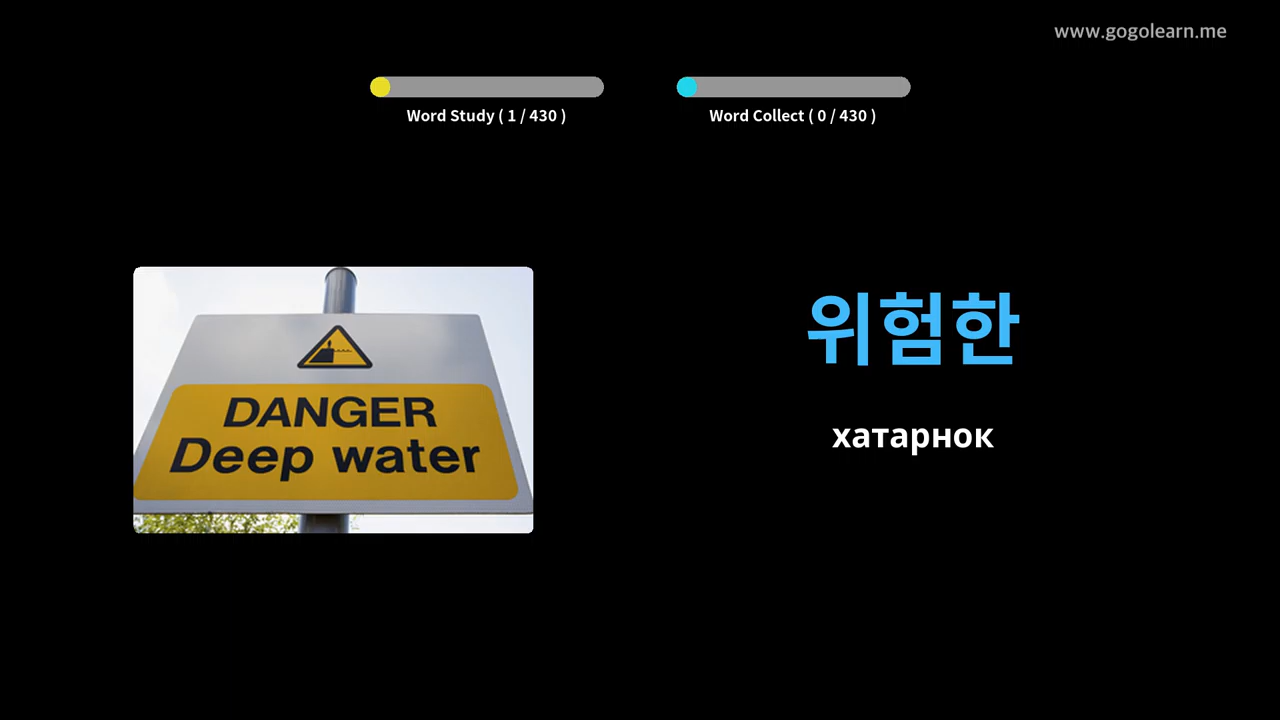 www.gogolearn.me
Word Study ( 1 / 430 )
Word Collect ( 0 / 430 )
DANGER
Deep water
위험한
хатарнок